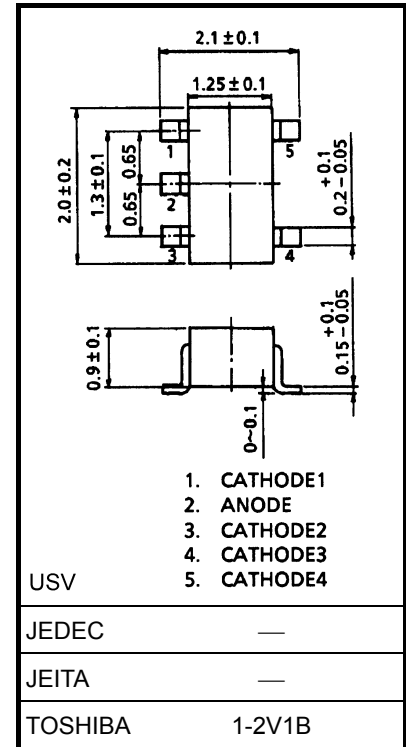 2.1±0.1
1.25±0.1
2.0±0.2
1.3±0.1
0.65
0.65
1
2
3
4
5
+0.1
0.2-0.05
0.9±0.1
+0.1
0.15-0.05
0~0.1
1. CATHODE1
2. ANODE
3. CATHODE2
4. CATHODE3
5. CATHODE4
USV
JEDEC —
JEITA —
TOSHIBA 1-2V1B